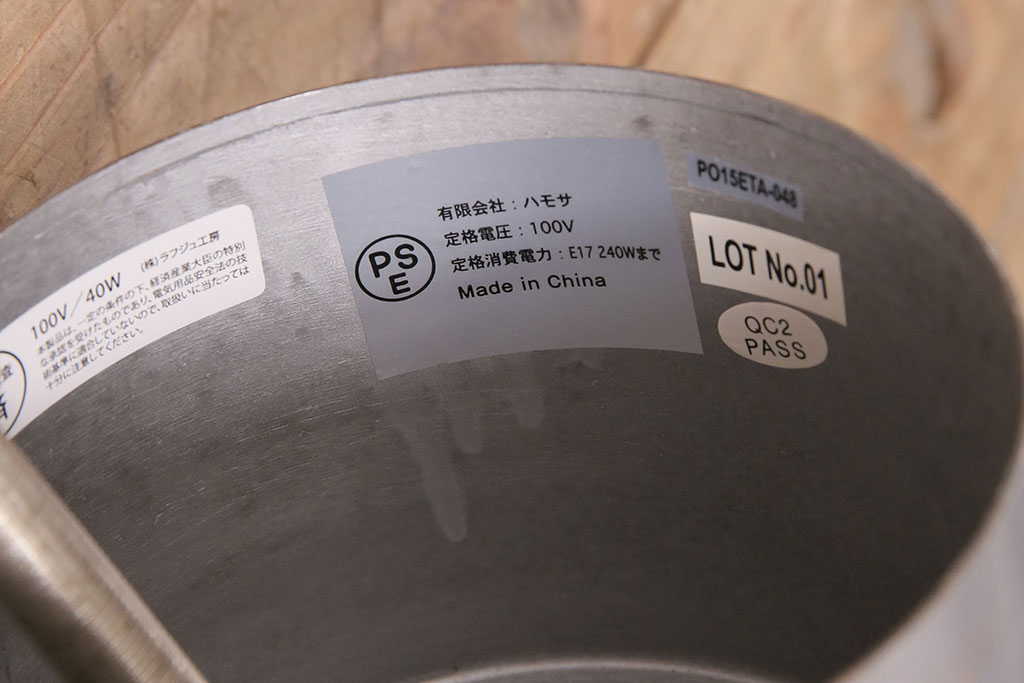 100V/40W (株)ラフジュ工房
本製品は、一定の条件の下、経済産業大臣の特別
な承認を受けたものであり、電気用品安全法の技
術基準に適合していないので、取扱いに当たっては
十分に注意してください。
PS
E
有限会社：ハモサ
定格電圧：100V
定格消費電力：E17 240Wまで
Made in China
PO15ETA-048
LOT No.01
QC2
PASS